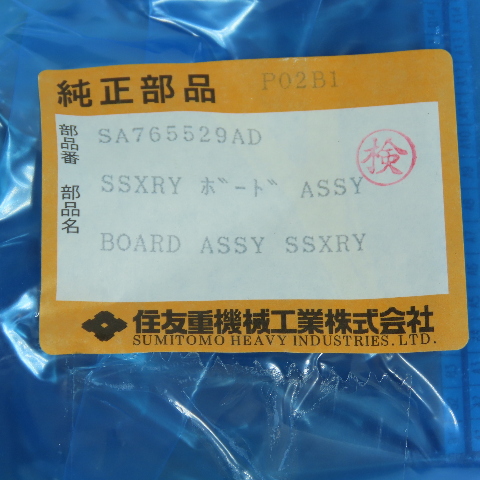 純正部品 P02B1
部品番 SA765529AD
検
部品名 SSXRY ボード ASSY
BOARD ASSY SSXRY
住友重機械工業株式会社
SUMITOMO HEAVY INDUSTRIES, LTD.